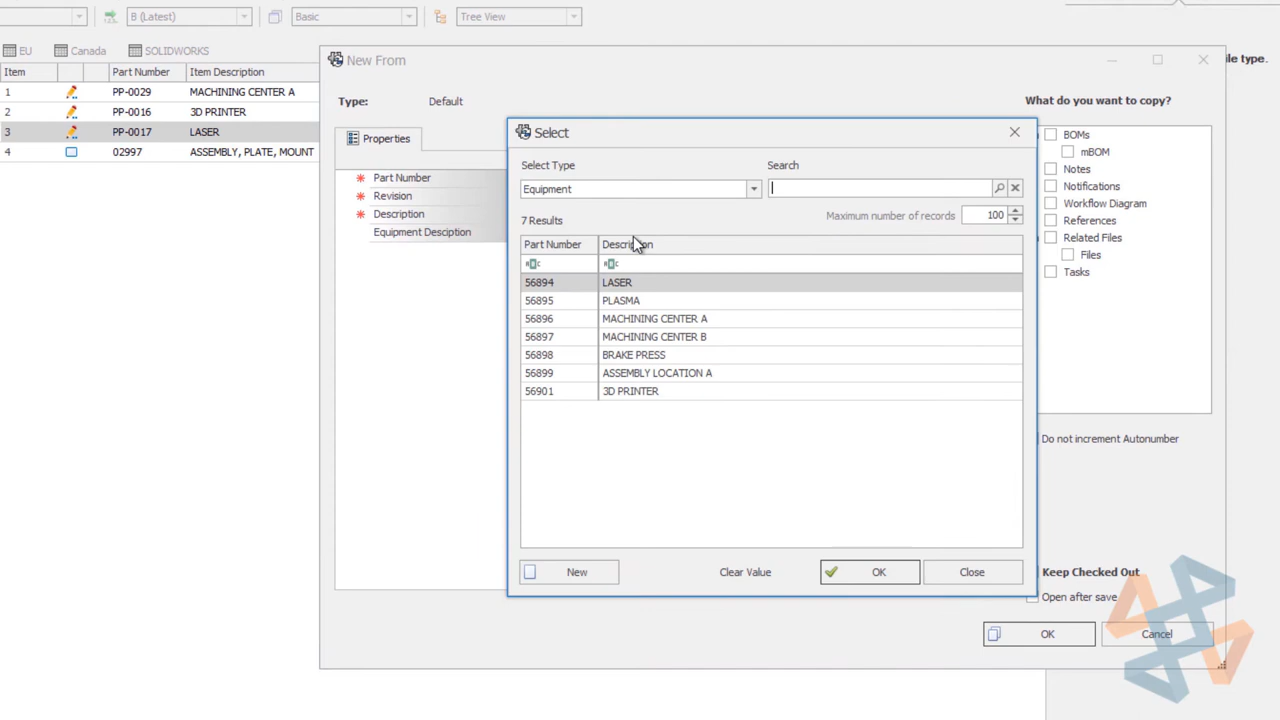 B (Latest) Basic Tree View
EU Canada SOLIDWORKS
Item Part Number Item Description
1 PP-0029 MACHINING CENTER A
2 PP-0016 3D PRINTER
3 PP-0017 LASER
4 02997 ASSEMBLY, PLATE, MOUNT
New From
Type: Default
Properties
Part Number
Revision
Description
Equipment Desciption
Select
Select Type Search
Equipment
7 Results Maximum number of records 100
Part Number Description
56894 LASER
56895 PLASMA
56896 MACHINING CENTER A
56897 MACHINING CENTER B
56898 BRAKE PRESS
56899 ASSEMBLY LOCATION A
56901 3D PRINTER
New Clear Value OK Close
What do you want to copy?
BOMs
mBOM
Notes
Notifications
Workflow Diagram
References
Related Files
Files
Tasks
Do not increment Autonumber
Keep Checked Out
Open after save
OK Cancel
type.